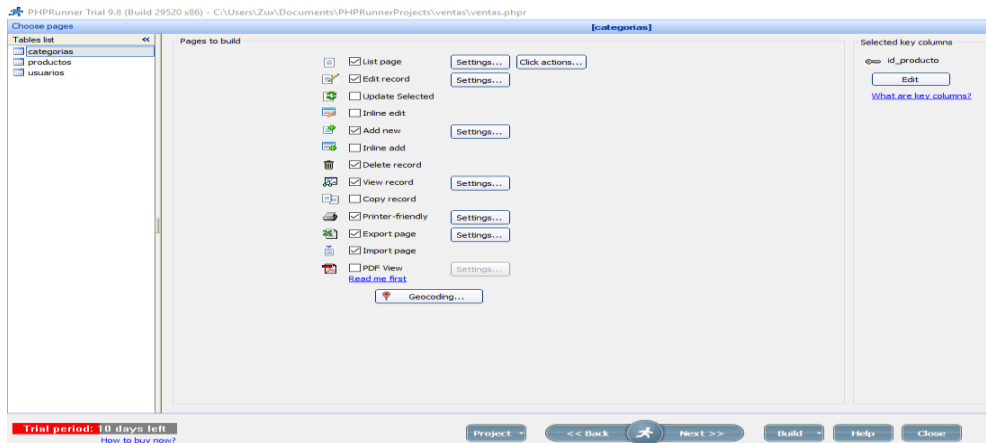 PHPRunner Trial 9.8 (Build 29520 x86) - C:\Users\Zux\Documents\PHPRunnerProjects\ventas\ventas.phpr
Choose pages [categorias]
Tables list <<
categorias
productos
usuarios
Pages to build
List page Settings... Click actions...
Edit record Settings...
Update Selected
Inline edit
Add new Settings...
Inline add
Delete record
View record Settings...
Copy record
Printer-friendly Settings...
Export page Settings...
Import page
PDF View Settings...
Read me first
Geocoding...
Selected key columns
id_producto
Edit
What are key columns?
Trial period: 10 days left
How to buy now?
Project << Back Next >> Build Help Close